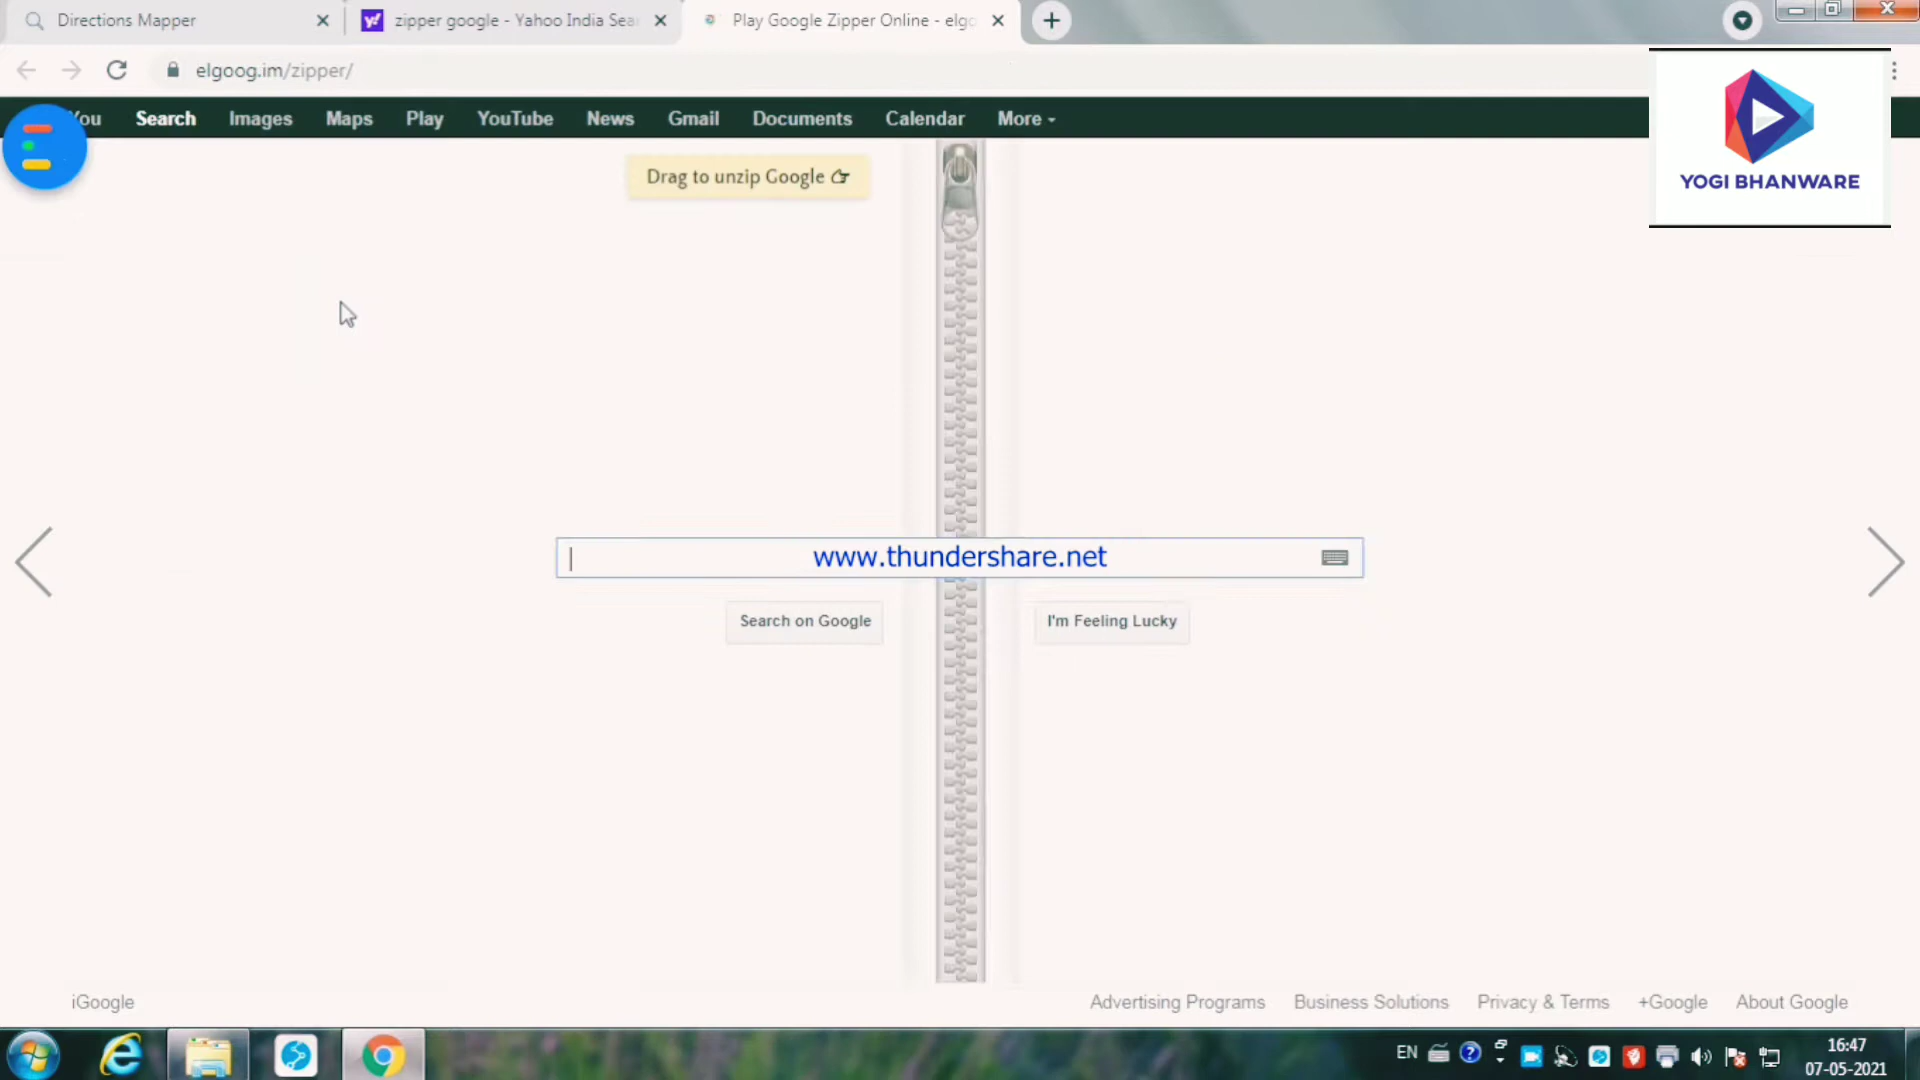 Directions Mapper
zipper google - Yahoo India Sea
Play Google Zipper Online - elgo
elgoog.im/zipper/
YOGI BHANWARE
You Search Images Maps Play YouTube News Gmail Documents Calendar More
Drag to unzip Google
www.thundershare.net
Search on Google
I'm Feeling Lucky
iGoogle
Advertising Programs Business Solutions Privacy & Terms +Google About Google
EN
16:47
07-05-2021